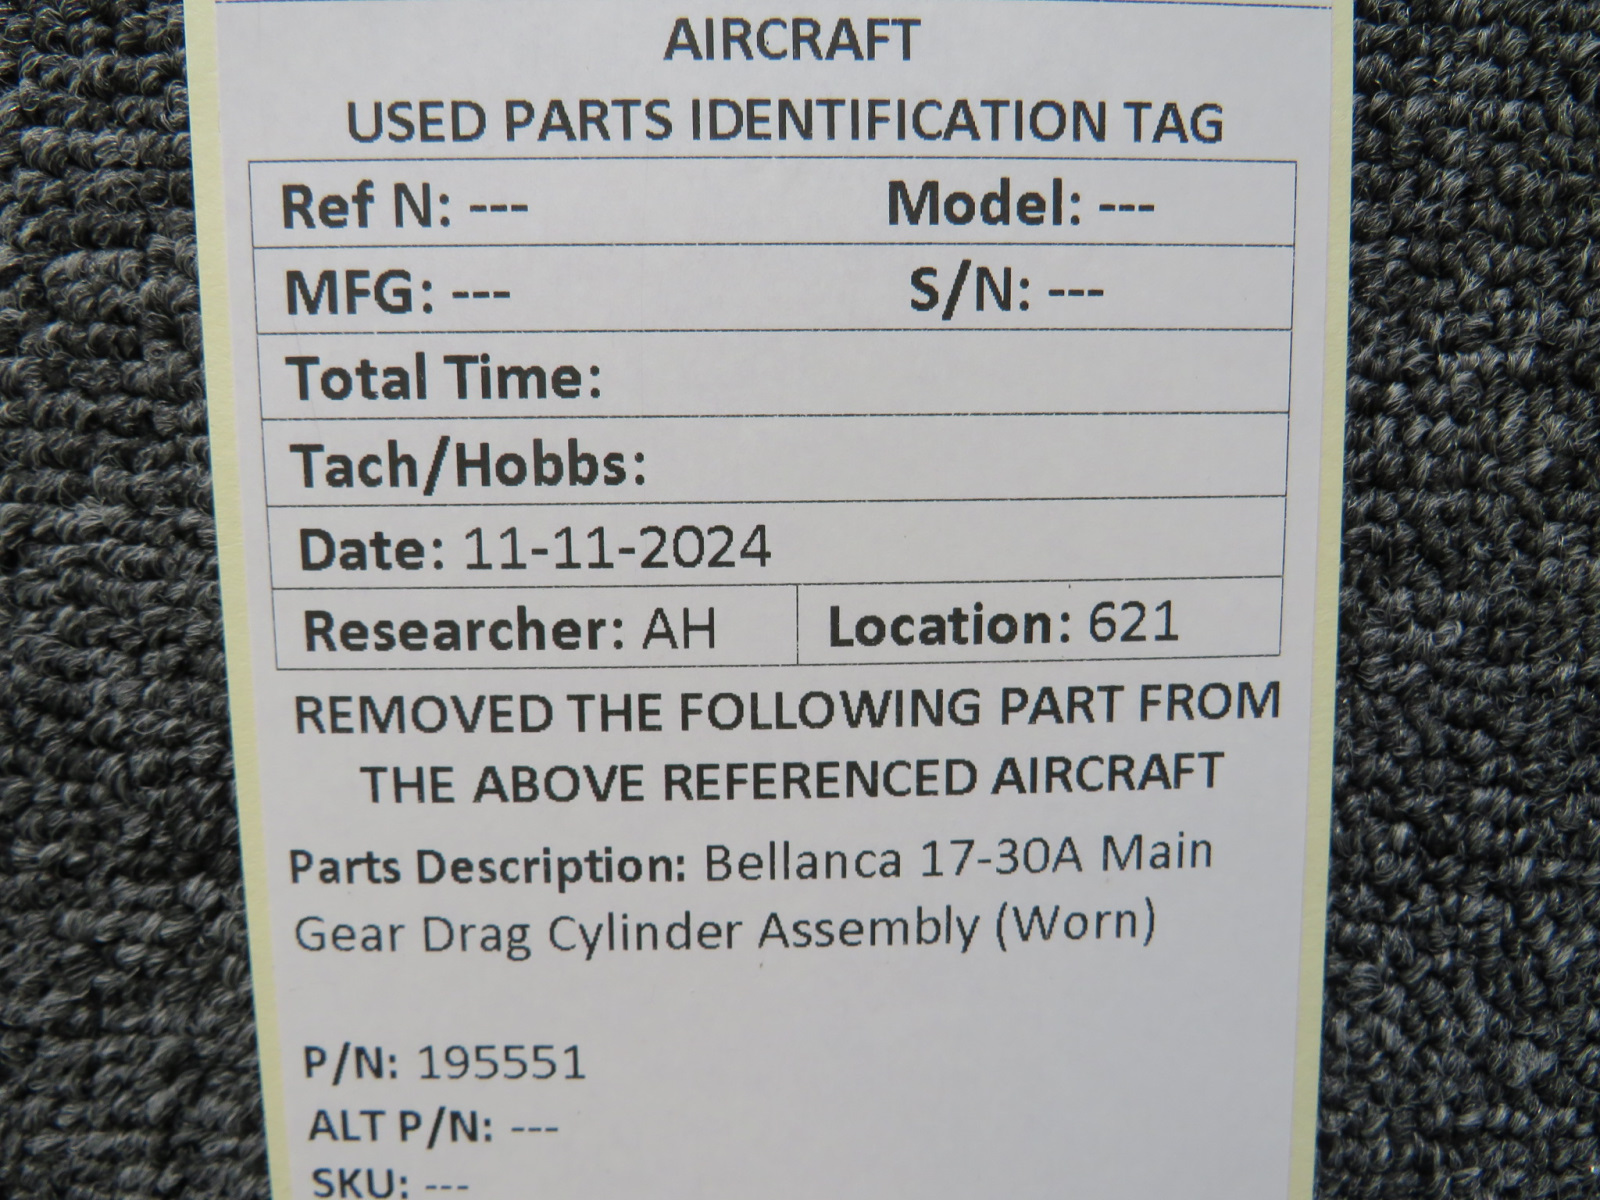 AIRCRAFT
USED PARTS IDENTIFICATION TAG
Ref N: --- Model: ---
MFG: --- S/N: ---
Total Time:
Tach/Hobbs:
Date: 11-11-2024
Researcher: AH Location: 621
REMOVED THE FOLLOWING PART FROM
THE ABOVE REFERENCED AIRCRAFT
Parts Description: Bellanca 17-30A Main
Gear Drag Cylinder Assembly (Worn)
P/N: 195551
ALT P/N: ---
SKU: ---